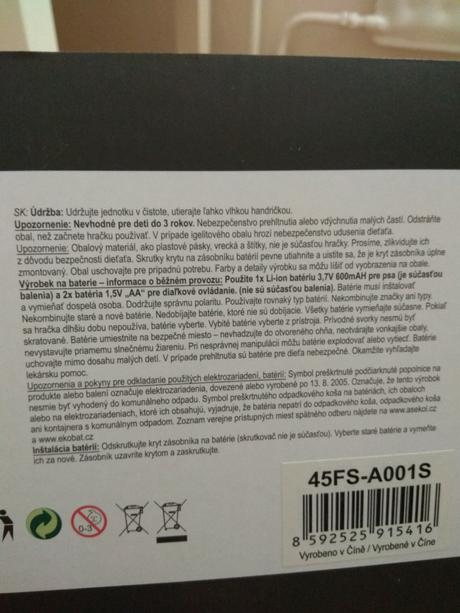 SK: Údržba: Udržujte jednotku v čistote, utierajte ľahko vlhkou handričkou.
Upozornenie: Nevhodné pre deti do 3 rokov. Nebezpečenstvo prehltnutia alebo vdýchnutia malých častí. Odstráňte
obal, než začnete hračku používať. V prípade igelitového obalu hrozí nebezpečenstvo udusenia dieťaťa.
Upozornenie: Obalový materiál, ako plastové pásky, vrecká a štítky, nie je súčasťou hračky. Prosíme, zlikvidujte ich
z dôvodu bezpečnosti dieťaťa. Skrutky krytu na zásobníku batérií pevne utiahnite a uistite sa, že je kryt zásobníka úplne
zmontovaný. Obal uschovajte pre prípadnú potrebu. Farby a detaily výrobku sa môžu líšiť od vyobrazenia na obale.
Výrobek na baterie – informace o běžném provozu: Použite 1x Li-ion batériu 3,7V 600mAH pre psa (je súčasťou
balenia) a 2x batéria 1,5V „AA“ pre diaľkové ovládanie. (nie sú súčasťou balenia). Batérie musí inštalovať
a vymieňať dospelá osoba. Dodržujte správnu polaritu. Používajte rovnaký typ batérií. Nekombinujte značky ani typy.
Nekombinujte staré a nové batérie. Nedobíjajte batérie, ktoré nie sú dobíjacie. Všetky batérie vymieňajte súčasne. Pokiaľ
sa hračka dlhšiu dobu nepoužíva, batérie vyberte. Vybité batérie vyberte z prístroja. Prívodné svorky nesmú byť
skratované. Batérie umiestnite na bezpečné miesto – nevhadzujte do otvoreného ohňa, neotvárajte vonkajšie obaly,
nevystavujte priamemu slnečnému žiareniu. Pri nesprávnej manipulácii môžu batérie explodovať alebo vytiecť. Batérie
uchovajte mimo dosahu malých detí. V prípade prehltnutia sú batérie pre dieťa nebezpečné. Okamžite vyhľadajte
lekársku pomoc.
Upozornenia a pokyny pre odkladanie použitých elektrozariadení, batérií: Symbol preškrtnuté podčiarknuté popolnice na
produkte alebo balení označuje elektrozariadenia, dovezené alebo vyrobené po 13. 8. 2005. Označuje, že tento výrobok
nesmie byť vyhodený do komunálneho odpadu. Symbol preškrtnutého odpadkového koša na batériách, ich obaloch
alebo na elektrozariadeniach, ktoré ich obsahujú, vyjadruje, že batéria nepatrí do odpadkového koša, odpadkového koša
ani kontajnera s komunálnym odpadom. Zoznam verejne prístupných miest spätného odberu nájdete na www.asekol.cz
a www.ekobat.cz
Inštalácia batérií: Odskrutkujte kryt zásobníka na batérie (skrutkovač nie je súčasťou). Vyberte staré batérie a vymeňte
ich za nové. Zásobník uzavrite krytom a zaskrutkujte.
0-3
45FS-A001S
8 592525 915416
Vyrobeno v Číně / Vyrobené v Číne